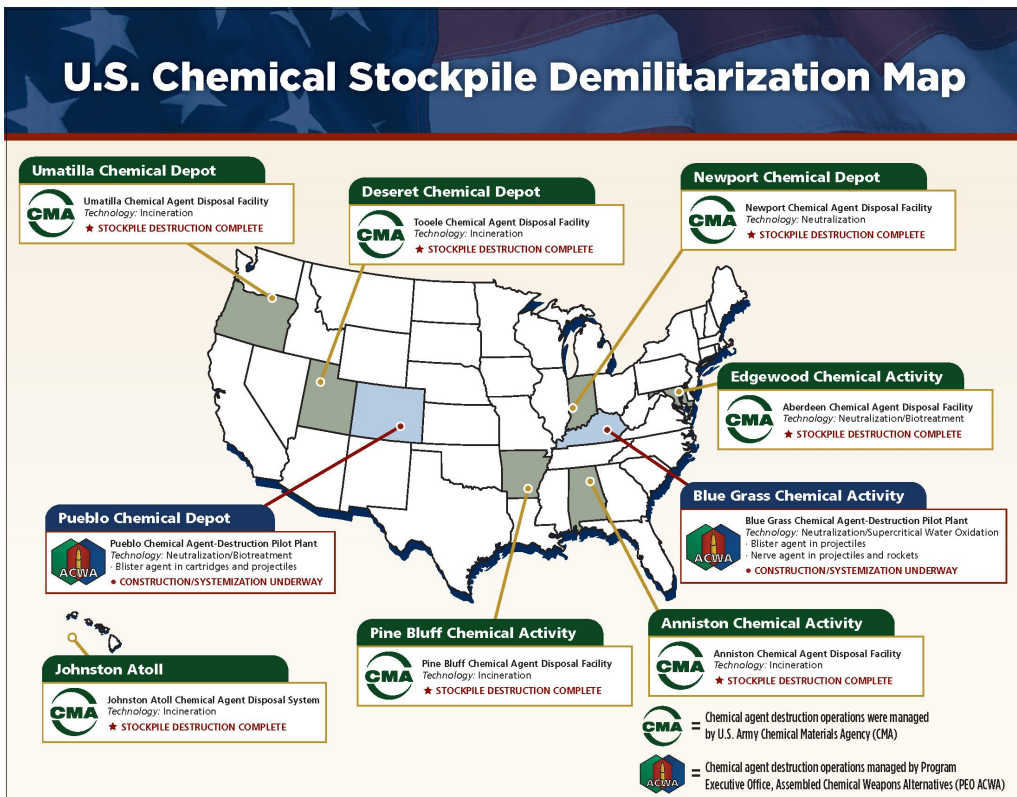 U.S. Chemical Stockpile Demilitarization Map
Umatilla Chemical Depot
CMA
Umatilla Chemical Agent Disposal Facility
Technology: Incineration
★ STOCKPILE DESTRUCTION COMPLETE
Deseret Chemical Depot
CMA
Tooele Chemical Agent Disposal Facility
Technology: Incineration
★ STOCKPILE DESTRUCTION COMPLETE
Newport Chemical Depot
CMA
Newport Chemical Agent Disposal Facility
Technology: Neutralization
★ STOCKPILE DESTRUCTION COMPLETE
Edgewood Chemical Activity
CMA
Aberdeen Chemical Agent Disposal Facility
Technology: Neutralization/Biotreatment
★ STOCKPILE DESTRUCTION COMPLETE
Pueblo Chemical Depot
ACWA
Pueblo Chemical Agent-Destruction Pilot Plant
Technology: Neutralization/Biotreatment
· Blister agent in cartridges and projectiles
• CONSTRUCTION/SYSTEMIZATION UNDERWAY
Blue Grass Chemical Activity
ACWA
Blue Grass Chemical Agent-Destruction Pilot Plant
Technology: Neutralization/Supercritical Water Oxidation
· Blister agent in projectiles
· Nerve agent in projectiles and rockets
• CONSTRUCTION/SYSTEMIZATION UNDERWAY
Johnston Atoll
CMA
Johnston Atoll Chemical Agent Disposal System
Technology: Incineration
★ STOCKPILE DESTRUCTION COMPLETE
Pine Bluff Chemical Activity
CMA
Pine Bluff Chemical Agent Disposal Facility
Technology: Incineration
★ STOCKPILE DESTRUCTION COMPLETE
Anniston Chemical Activity
CMA
Anniston Chemical Agent Disposal Facility
Technology: Incineration
★ STOCKPILE DESTRUCTION COMPLETE
CMA = Chemical agent destruction operations were managed
by U.S. Army Chemical Materials Agency (CMA)
ACWA = Chemical agent destruction operations managed by Program
Executive Office, Assembled Chemical Weapons Alternatives (PEO ACWA)